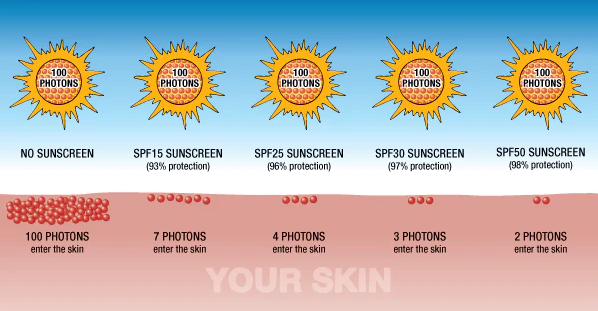 100
PHOTONS
100
PHOTONS
100
PHOTONS
100
PHOTONS
100
PHOTONS
NO SUNSCREEN
SPF15 SUNSCREEN
(93% protection)
SPF25 SUNSCREEN
(96% protection)
SPF30 SUNSCREEN
(97% protection)
SPF50 SUNSCREEN
(98% protection)
100 PHOTONS
enter the skin
7 PHOTONS
enter the skin
4 PHOTONS
enter the skin
3 PHOTONS
enter the skin
2 PHOTONS
enter the skin
YOUR SKIN